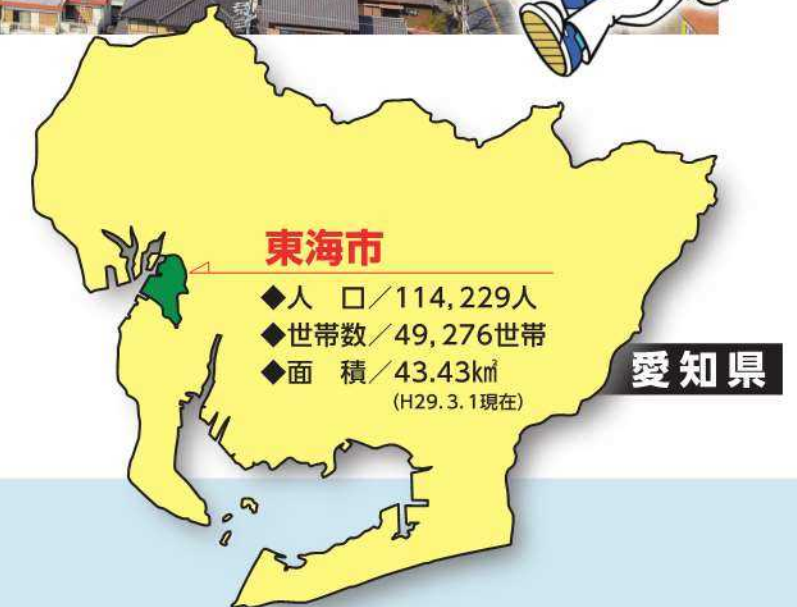 東海市
◆人　口／114,229人
◆世帯数／49,276世帯
◆面　積／43.43㎢
(H29.3.1現在)
愛知県